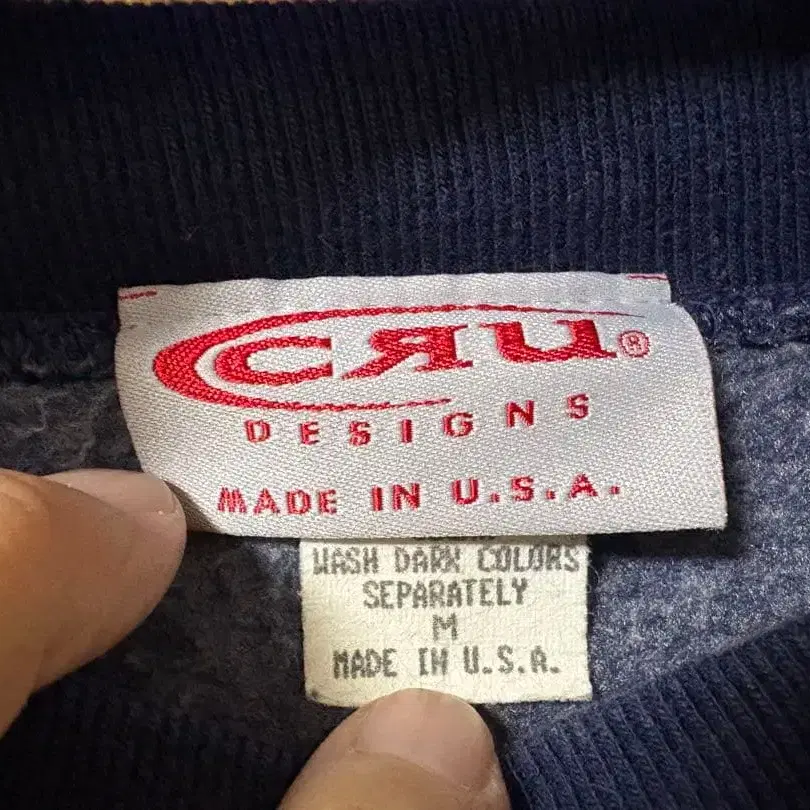 CRU®
DESIGNS
MADE IN U.S.A.
WASH DARK COLORS
SEPARATELY
M
MADE IN U.S.A.